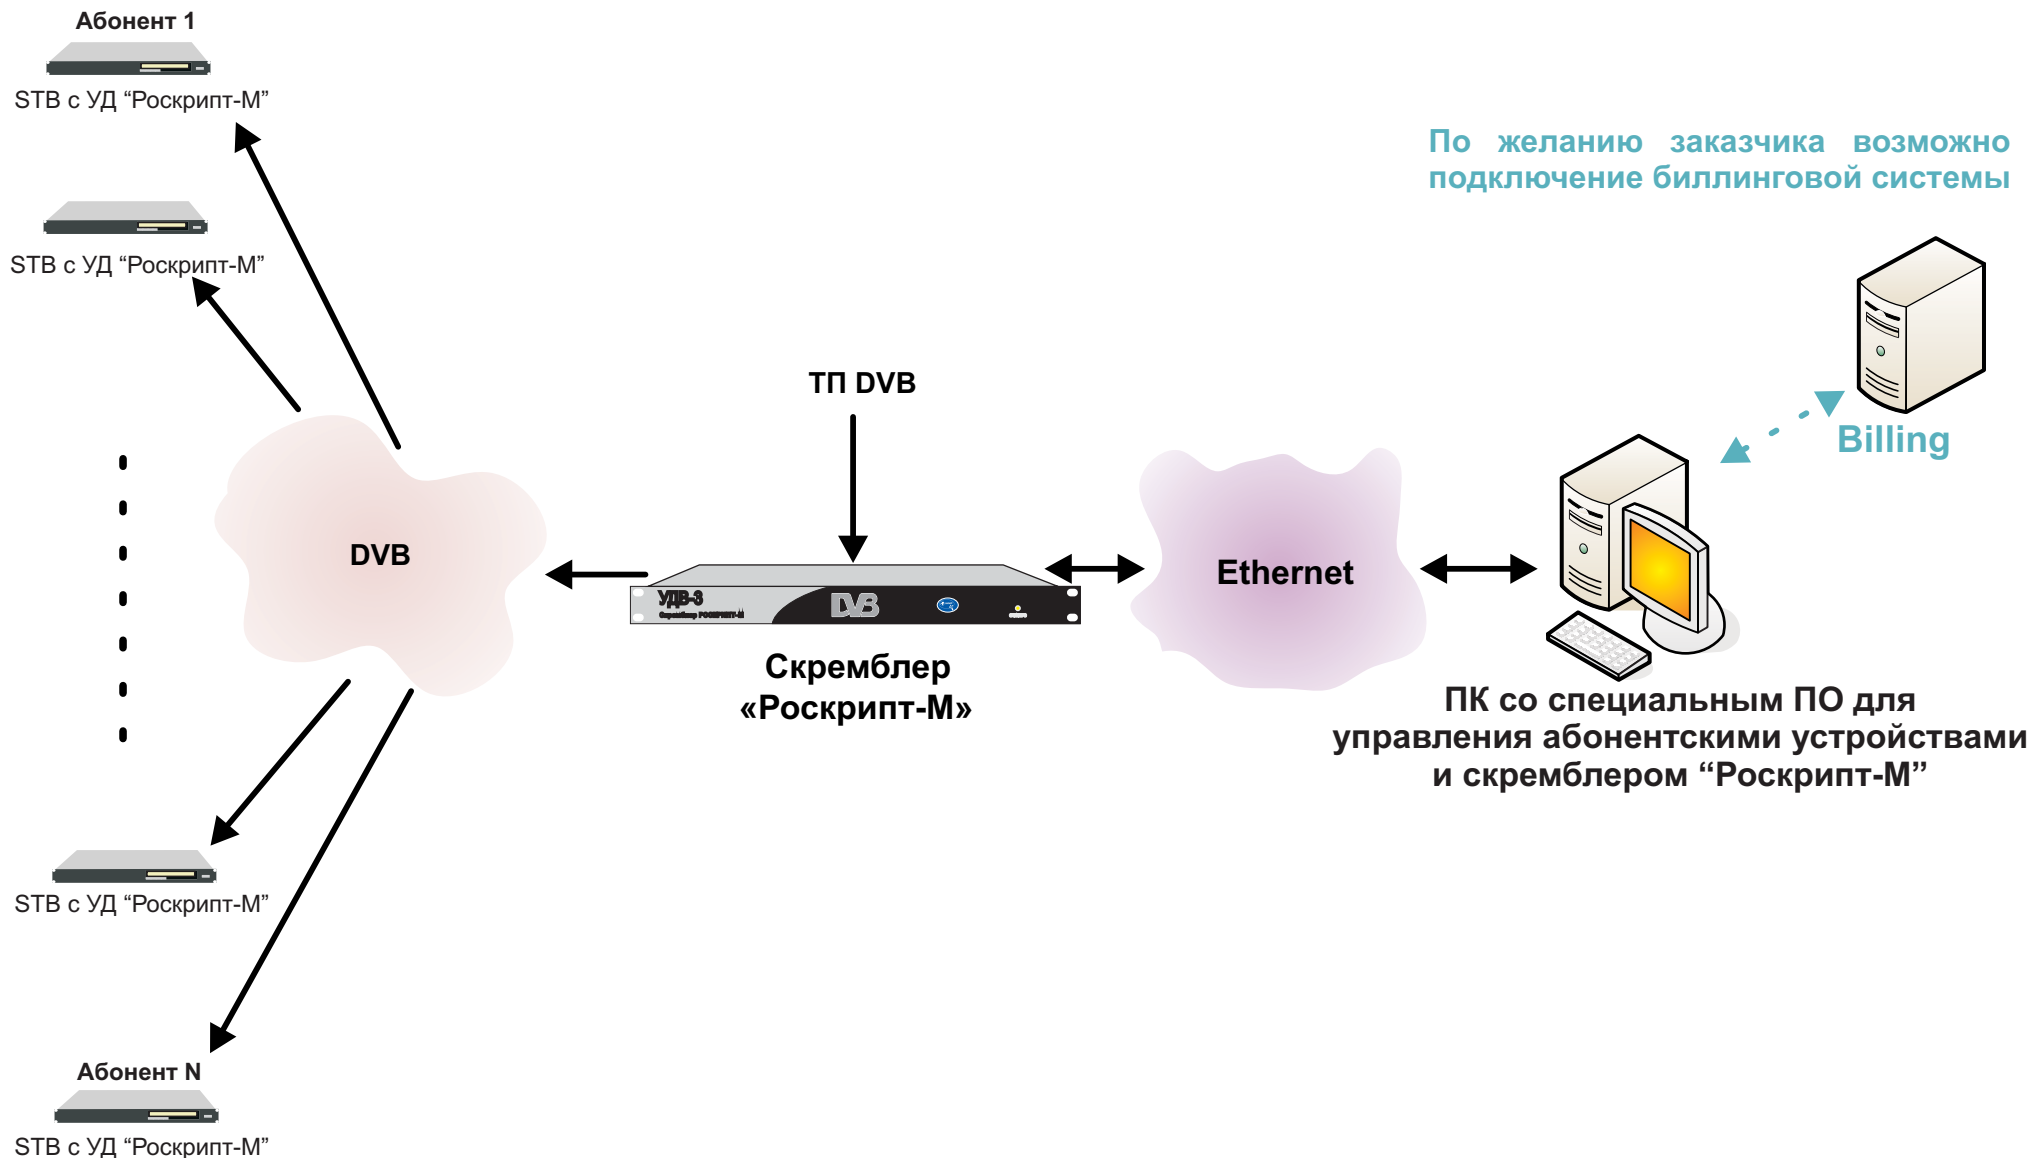 Абонент 1
STB с УД “Роскрипт-М”
STB с УД “Роскрипт-М”
По желанию заказчика возможно
подключение биллинговой системы
Billing
ТП DVB
DVB
Ethernet
УДВ-3
Скремблер РОСКРИПТ-М
DVB
Скремблер
«Роскрипт-М»
ПК со специальным ПО для
управления абонентскими устройствами
и скремблером “Роскрипт-М”
STB с УД “Роскрипт-М”
Абонент N
STB с УД “Роскрипт-М”